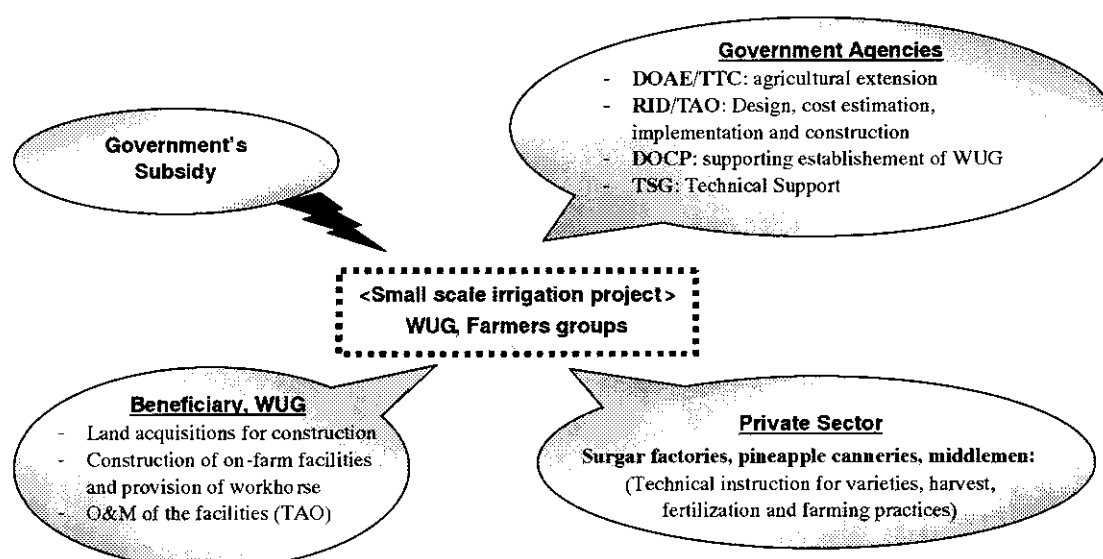 Government's
Subsidy
Government Agencies
- DOAE/TTC: agricultural extension
- RID/TAO: Design, cost estimation,
implementation and construction
- DOCP: supporting establishement of WUG
- TSG: Technical Support
<Small scale irrigation project>
WUG, Farmers groups
Beneficiary, WUG
- Land acquisitions for construction
- Construction of on-farm facilities
and provision of workhorse
- O&M of the facilities (TAO)
Private Sector
Surgar factories, pineapple canneries, middlemen:
(Technical instruction for varieties, harvest,
fertilization and farming practices)